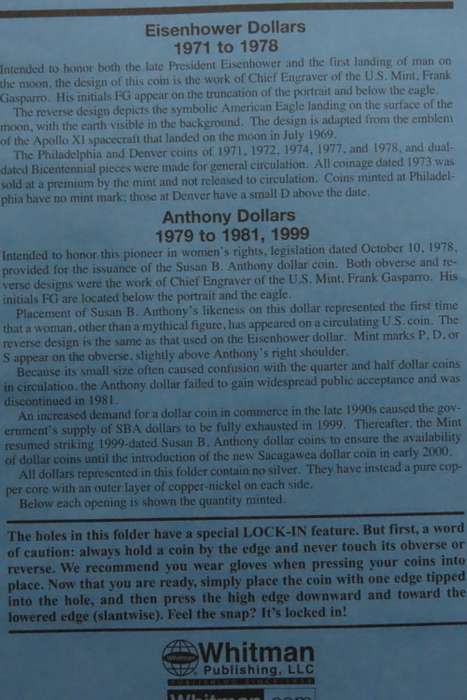 Eisenhower Dollars
1971 to 1978
Intended to honor both the late President Eisenhower and the first landing of man on
the moon, the design of this coin is the work of Chief Engraver of the U.S. Mint, Frank
Gasparro. His initials FG appear on the truncation of the portrait and below the eagle.
The reverse design depicts the symbolic American Eagle landing on the surface of the
moon, with the earth visible in the background. The design is adapted from the emblem
of the Apollo XI spacecraft that landed on the moon in July 1969.
The Philadelphia and Denver coins of 1971, 1972, 1974, 1977, and 1978, and dual-
dated Bicentennial pieces were made for general circulation. All coinage dated 1973 was
sold at a premium by the mint and not released to circulation. Coins minted at Philadel-
phia have no mint mark; those at Denver have a small D above the date.
Anthony Dollars
1979 to 1981, 1999
Intended to honor this pioneer in women's rights, legislation dated October 10, 1978,
provided for the issuance of the Susan B. Anthony dollar coin. Both obverse and re-
verse designs were the work of Chief Engraver of the U.S. Mint, Frank Gasparro. His
initials FG are located below the portrait and the eagle.
Placement of Susan B. Anthony's likeness on this dollar represented the first time
that a woman, other than a mythical figure, has appeared on a circulating U.S. coin. The
reverse design is the same as that used on the Eisenhower dollar. Mint marks P, D, or
S appear on the obverse, slightly above Anthony's right shoulder.
Because its small size often caused confusion with the quarter and half dollar coins
in circulation, the Anthony dollar failed to gain widespread public acceptance and was
discontinued in 1981.
An increased demand for a dollar coin in commerce in the late 1990s caused the gov-
ernment's supply of SBA dollars to be fully exhausted in 1999. Thereafter, the Mint
resumed striking 1999-dated Susan B. Anthony dollar coins to ensure the availability
of dollar coins until the introduction of the new Sacagawea dollar coin in early 2000.
All dollars represented in this folder contain no silver. They have instead a pure cop-
per core with an outer layer of copper-nickel on each side.
Below each opening is shown the quantity minted.
The holes in this folder have a special LOCK-IN feature. But first, a word
of caution: always hold a coin by the edge and never touch its obverse or
reverse. We recommend you wear gloves when pressing your coins into
place. Now that you are ready, simply place the coin with one edge tipped
into the hole, and then press the high edge downward and toward the
lowered edge (slantwise). Feel the snap? It's locked in!
Whitman
Publishing, LLC
Whitman.com